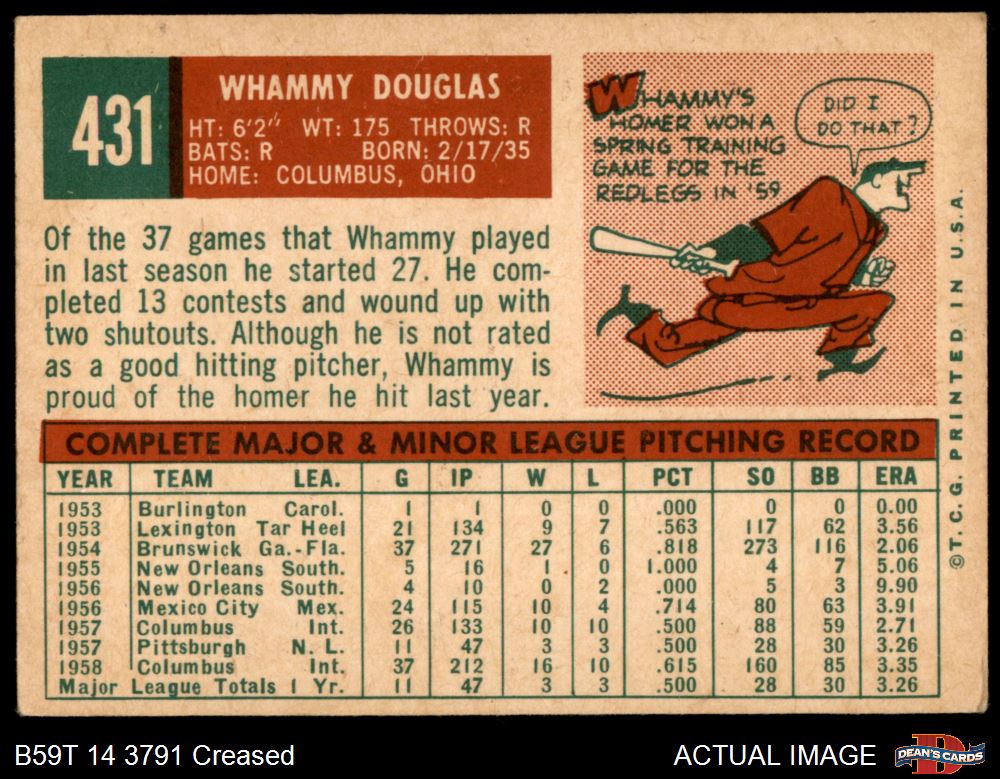 431
WHAMMY DOUGLAS
HT: 6'2" WT: 175 THROWS: R
BATS: R BORN: 2/17/35
HOME: COLUMBUS, OHIO
WHAMMY'S
HOMER WON A
SPRING TRAINING
GAME FOR THE
REDLEGS IN '59
DID I
DO THAT?
Of the 37 games that Whammy played
in last season he started 27. He com-
pleted 13 contests and wound up with
two shutouts. Although he is not rated
as a good hitting pitcher, Whammy is
proud of the homer he hit last year.
COMPLETE MAJOR & MINOR LEAGUE PITCHING RECORD
YEAR TEAM LEA. G IP W L PCT SO BB ERA
1953 Burlington Carol. 1 1 0 0 .000 0 0 0.00
1953 Lexington Tar Heel 21 134 9 7 .563 117 62 3.56
1954 Brunswick Ga.-Fla. 37 271 27 6 .818 273 116 2.06
1955 New Orleans South. 5 16 1 0 1.000 4 7 5.06
1956 New Orleans South. 4 10 0 2 .000 5 3 9.90
1956 Mexico City Mex. 24 115 10 4 .714 80 63 3.91
1957 Columbus Int. 26 133 10 10 .500 88 59 2.71
1957 Pittsburgh N. L. 11 47 3 3 .500 28 30 3.26
1958 Columbus Int. 37 212 16 10 .615 160 85 3.35
Major League Totals 1 Yr. 11 47 3 3 .500 28 30 3.26
©T.C.G. PRINTED IN U.S.A.
B59T 14 3791 Creased
ACTUAL IMAGE
DEAN'S CARDS